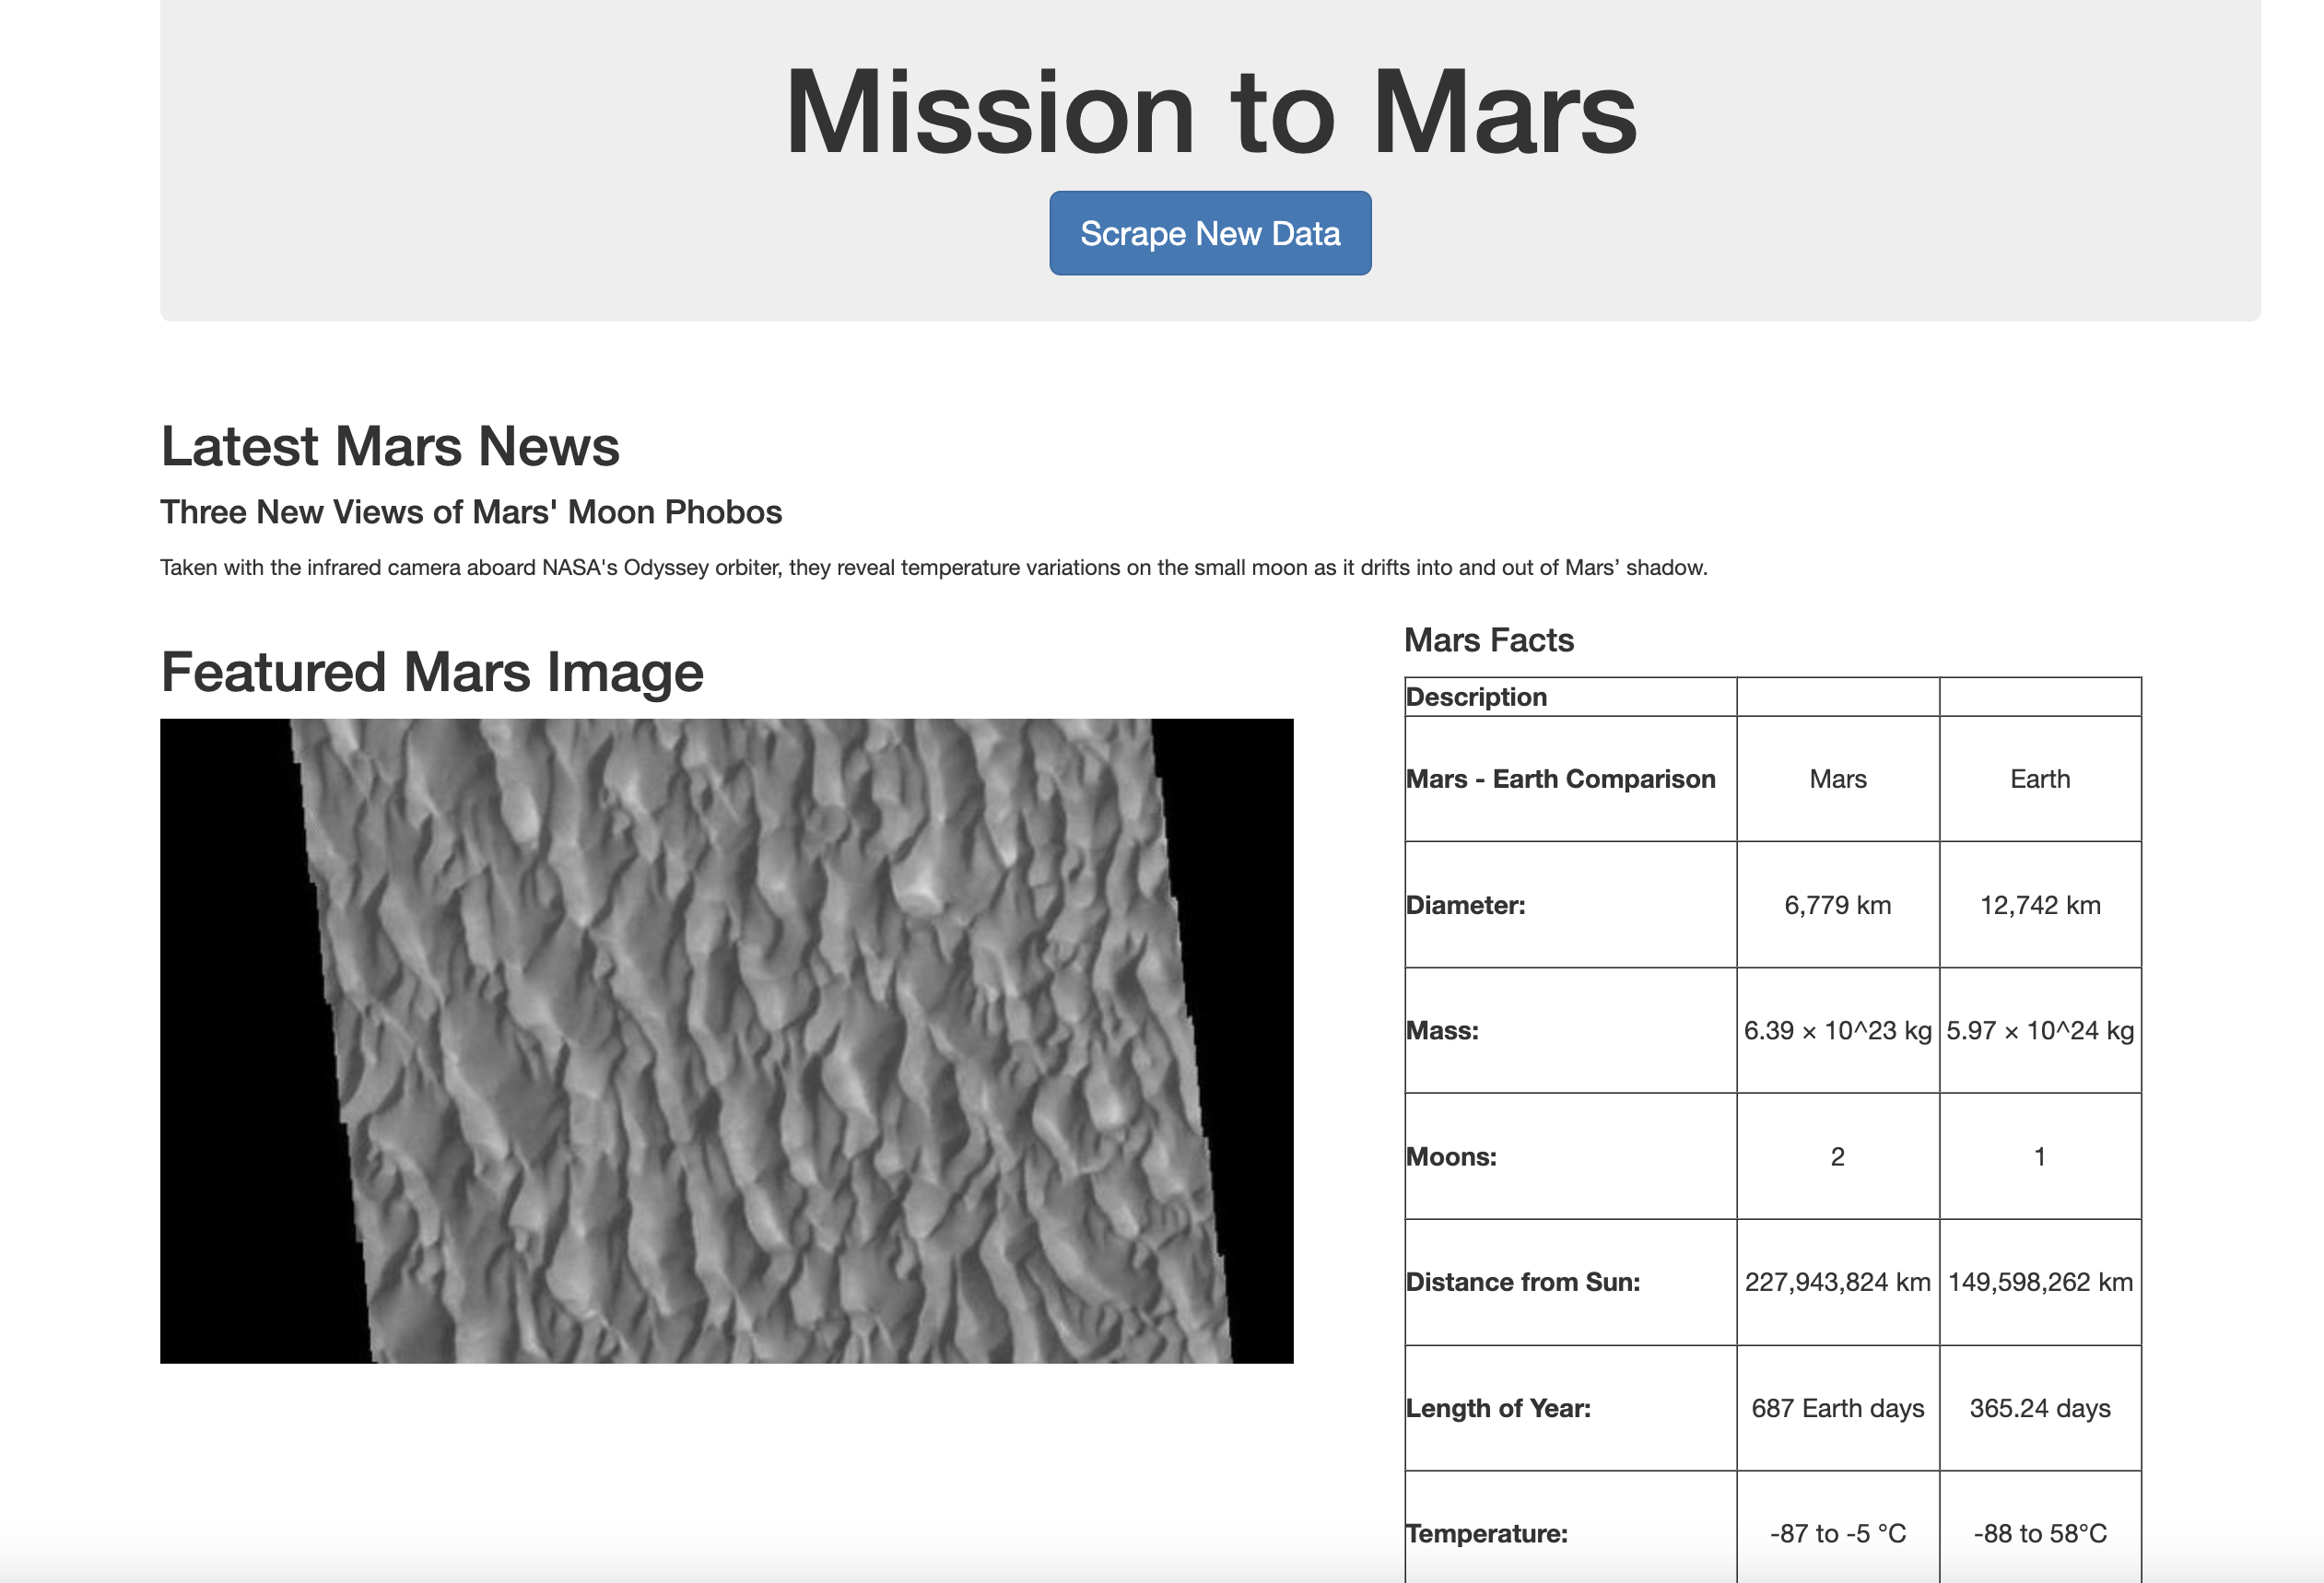 Mission to Mars
Scrape New Data
Latest Mars News
Three New Views of Mars' Moon Phobos
Taken with the infrared camera aboard NASA's Odyssey orbiter, they reveal temperature variations on the small moon as it drifts into and out of Mars’ shadow.
Featured Mars Image
Mars Facts
Description
Mars - Earth Comparison Mars Earth
Diameter: 6,779 km 12,742 km
Mass: 6.39 × 10^23 kg 5.97 × 10^24 kg
Moons: 2 1
Distance from Sun: 227,943,824 km 149,598,262 km
Length of Year: 687 Earth days 365.24 days
Temperature: -87 to -5 °C -88 to 58°C